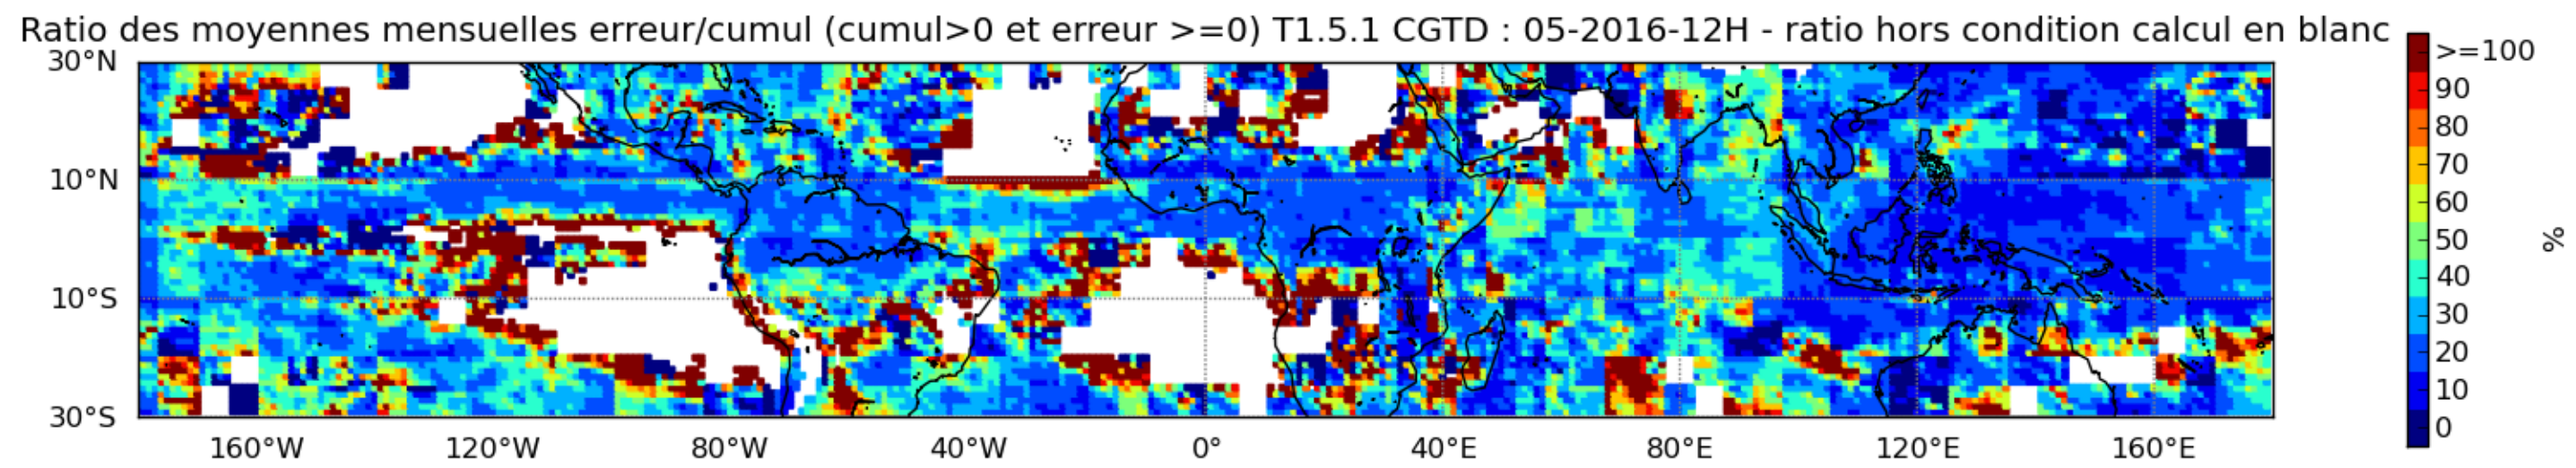 Ratio des moyennes mensuelles erreur/cumul (cumul>0 et erreur >=0) T1.5.1 CGTD : 05-2016-12H - ratio hors condition calcul en blanc
30°N
10°N
10°S
30°S
160°W 120°W 80°W 40°W 0° 40°E 80°E 120°E 160°E
>=100
90
80
70
60
50
40
30
20
10
0
%